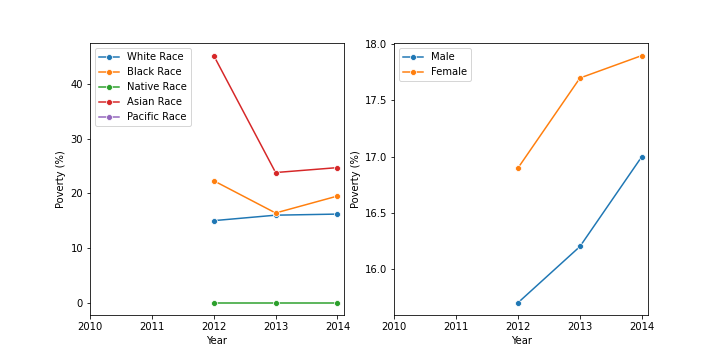 White Race
Black Race
Native Race
Asian Race
Pacific Race
Poverty (%)
40
30
20
10
0
2010 2011 2012 2013 2014
Year
Male
Female
Poverty (%)
18.0
17.5
17.0
16.5
16.0
2010 2011 2012 2013 2014
Year